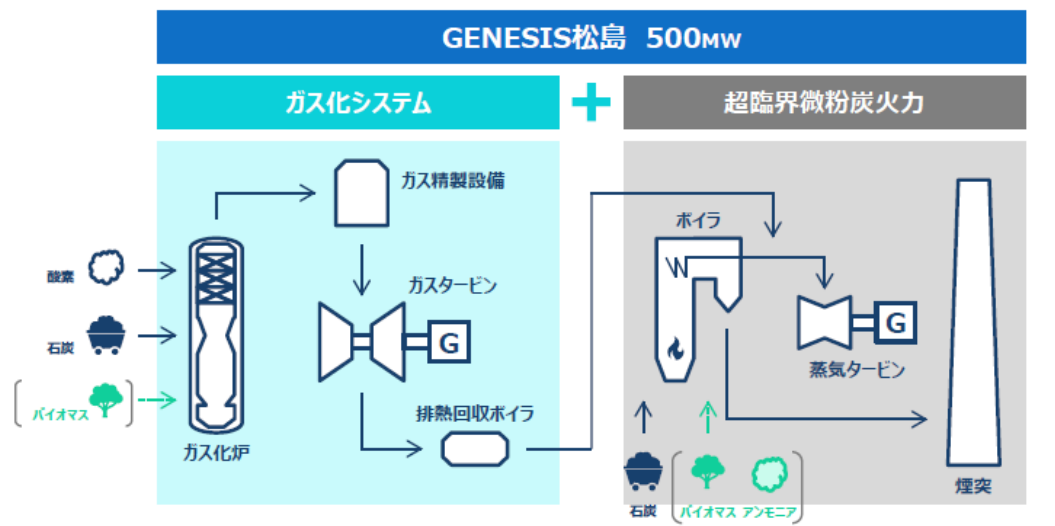 GENESIS松島 500MW
ガス化システム
超臨界微粉炭火力
ガス精製設備
ボイラ
酸素
ガスタービン
G
G
石炭
蒸気タービン
バイオマス
排熱回収ボイラ
ガス化炉
煙突
石炭
バイオマス
アンモニア